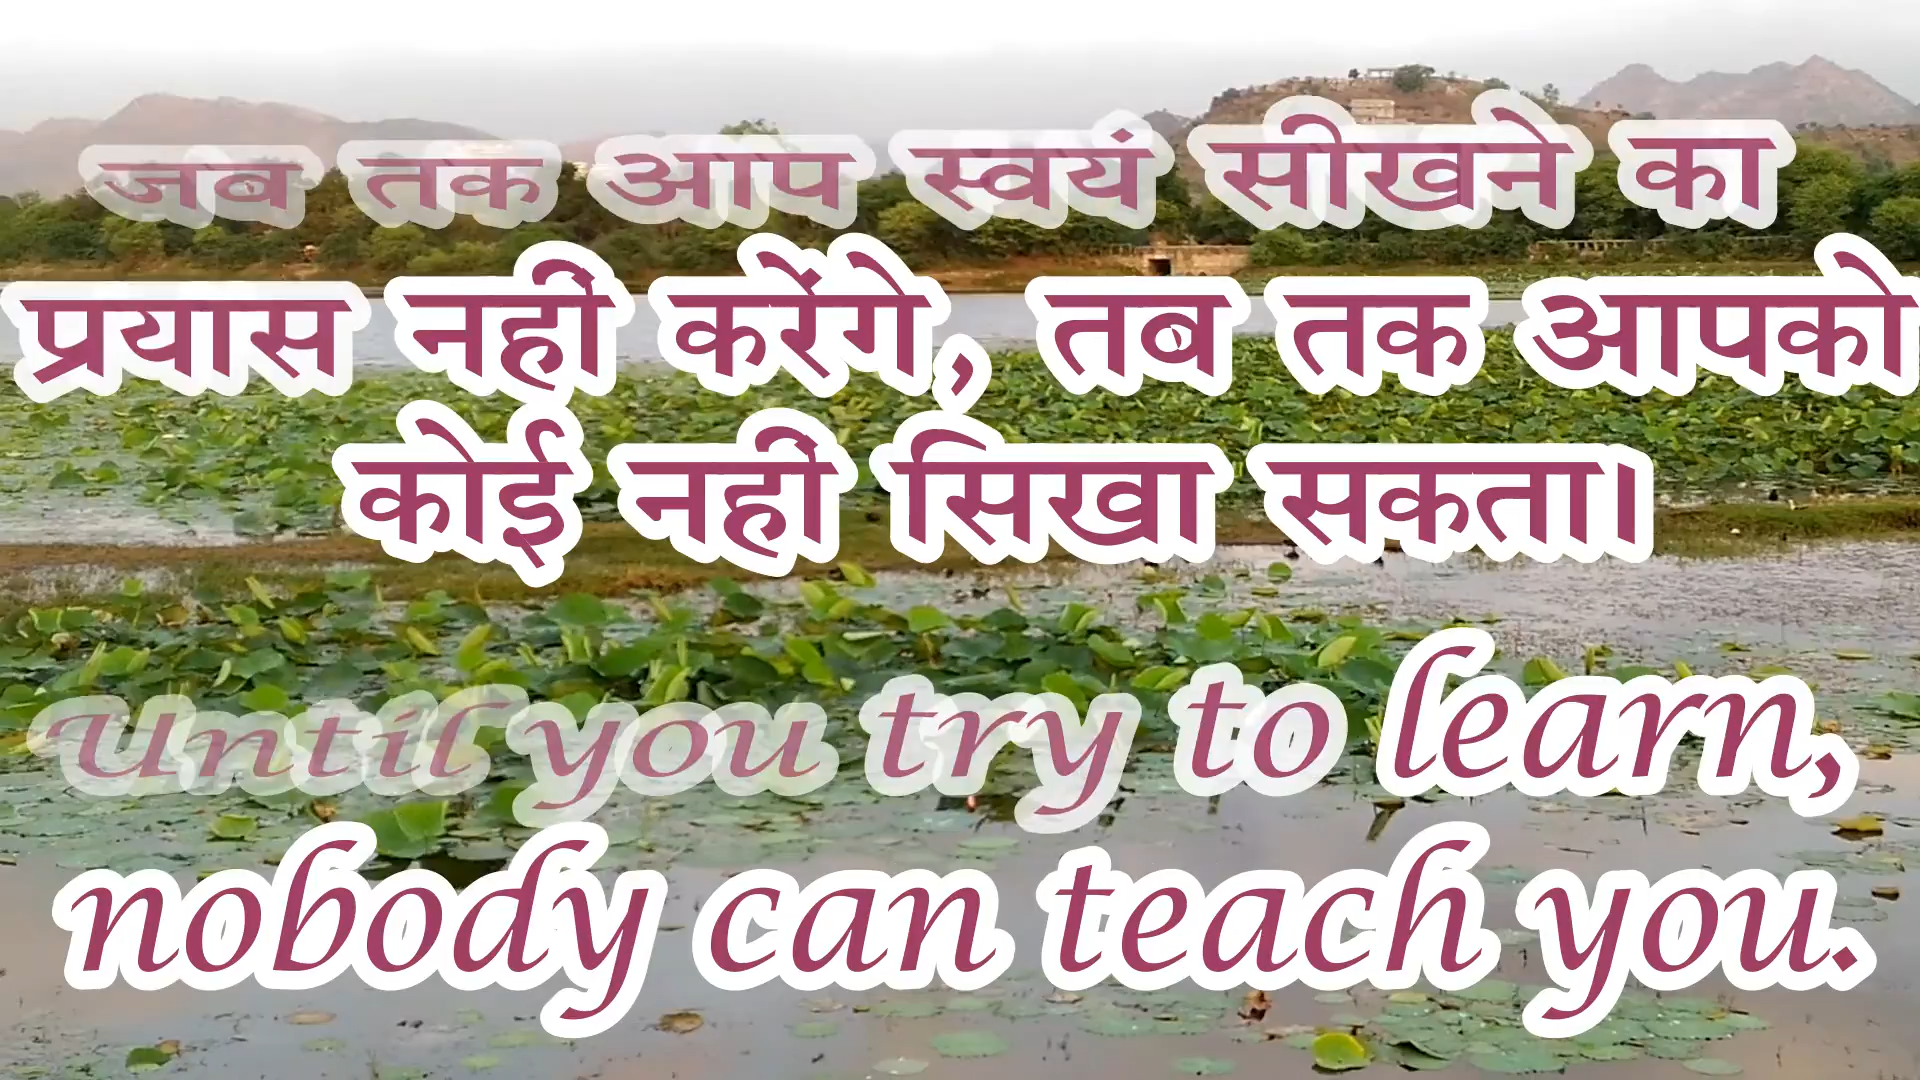 जब तक आप स्वयं सीखने का
प्रयास नहीं करेंगे, तब तक आपको
कोई नहीं सिखा सकता।
Until you try to learn,
nobody can teach you.